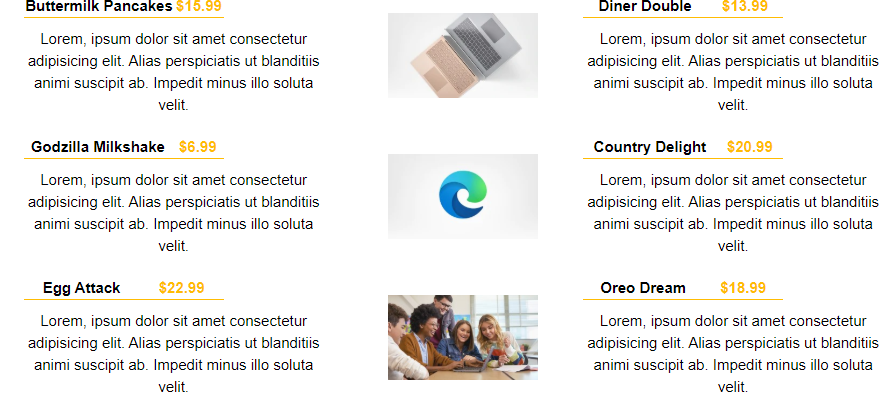 Buttermilk Pancakes $15.99
Lorem, ipsum dolor sit amet consectetur
adipisicing elit. Alias perspiciatis ut blanditiis
animi suscipit ab. Impedit minus illo soluta
velit.
Godzilla Milkshake $6.99
Lorem, ipsum dolor sit amet consectetur
adipisicing elit. Alias perspiciatis ut blanditiis
animi suscipit ab. Impedit minus illo soluta
velit.
Egg Attack $22.99
Lorem, ipsum dolor sit amet consectetur
adipisicing elit. Alias perspiciatis ut blanditiis
animi suscipit ab. Impedit minus illo soluta
velit.
Diner Double $13.99
Lorem, ipsum dolor sit amet consectetur
adipisicing elit. Alias perspiciatis ut blanditiis
animi suscipit ab. Impedit minus illo soluta
velit.
Country Delight $20.99
Lorem, ipsum dolor sit amet consectetur
adipisicing elit. Alias perspiciatis ut blanditiis
animi suscipit ab. Impedit minus illo soluta
velit.
Oreo Dream $18.99
Lorem, ipsum dolor sit amet consectetur
adipisicing elit. Alias perspiciatis ut blanditiis
animi suscipit ab. Impedit minus illo soluta
velit.